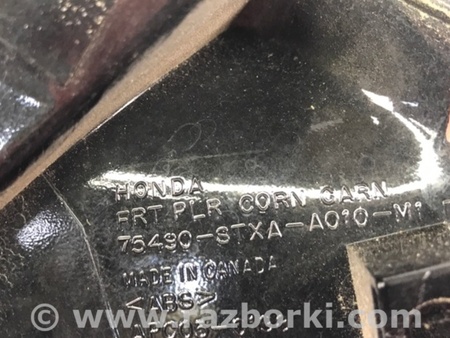 HONDA
FRT PLR CORN GARN
75490-STXA-A010-M1
MADE IN CANADA
>ABS<
© www.razborki.com